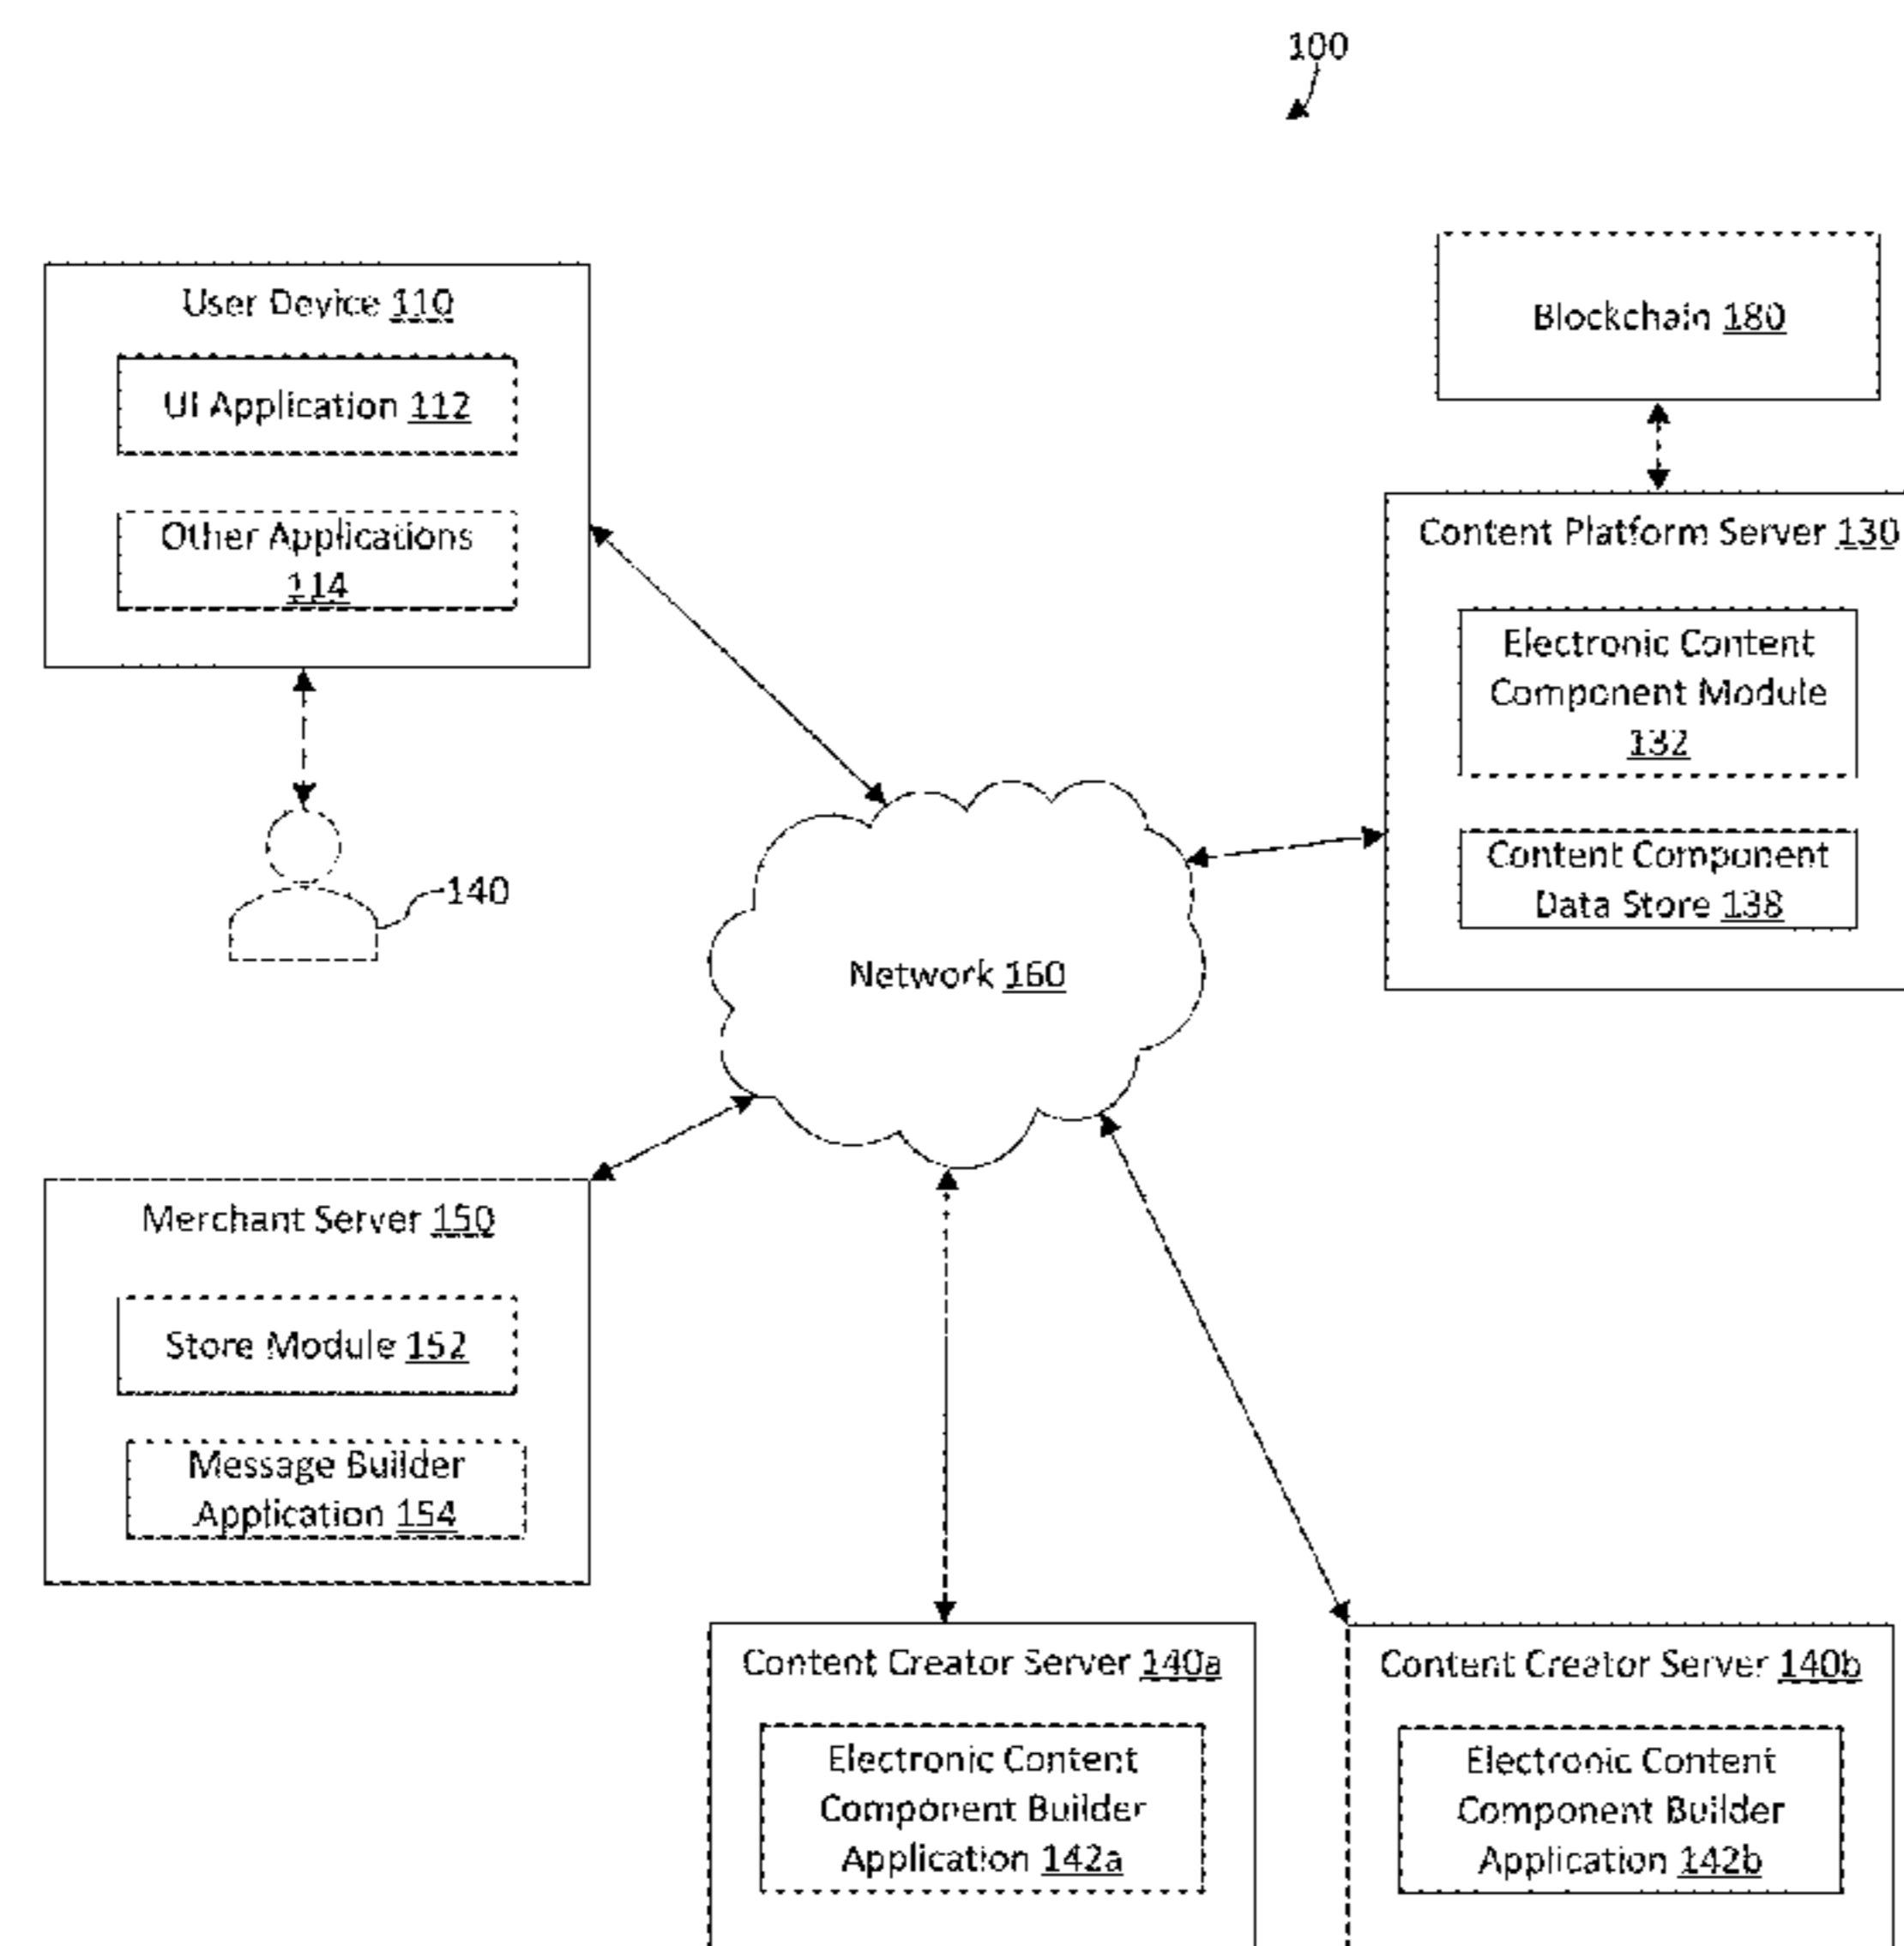 100
User Device 110
UI Application 112
Other Applications
114
140
Blockchain 180
Content Platform Server 130
Electronic Content
Component Module
132
Content Component
Data Store 138
Network 160
Merchant Server 150
Store Module 152
Message Builder
Application 154
Content Creator Server 140a
Electronic Content
Component Builder
Application 142a
Content Creator Server 140b
Electronic Content
Component Builder
Application 142b